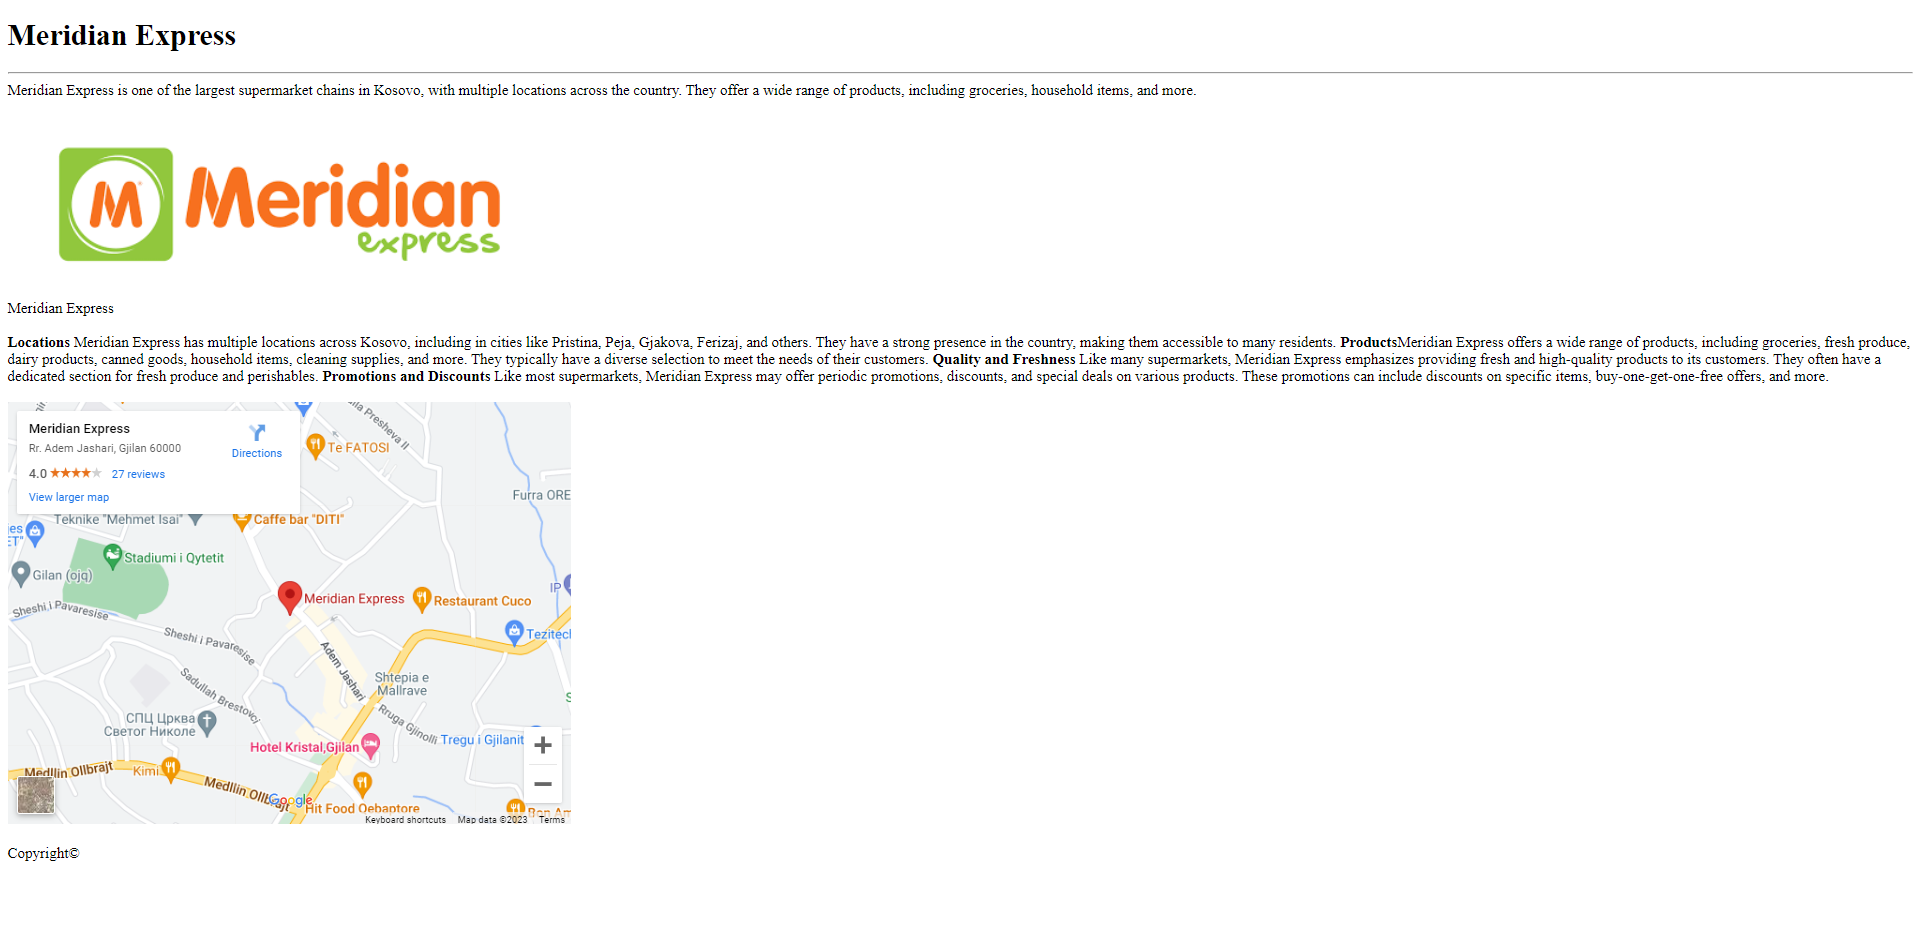 Meridian Express
Meridian Express is one of the largest supermarket chains in Kosovo, with multiple locations across the country. They offer a wide range of products, including groceries, household items, and more.
M Meridian
express
Meridian Express
Locations Meridian Express has multiple locations across Kosovo, including in cities like Pristina, Peja, Gjakova, Ferizaj, and others. They have a strong presence in the country, making them accessible to many residents. ProductsMeridian Express offers a wide range of products, including groceries, fresh produce,
dairy products, canned goods, household items, cleaning supplies, and more. They typically have a diverse selection to meet the needs of their customers. Quality and Freshness Like many supermarkets, Meridian Express emphasizes providing fresh and high-quality products to its customers. They often have a
dedicated section for fresh produce and perishables. Promotions and Discounts Like most supermarkets, Meridian Express may offer periodic promotions, discounts, and special deals on various products. These promotions can include discounts on specific items, buy-one-get-one-free offers, and more.
Meridian Express
Rr. Adem Jashari, Gjilan 60000
Directions
4.0 27 reviews
View larger map
Presheva II
Te FATOSI
Furra ORE
Teknike "Mehmet Isai"
Caffe bar "DITI"
Stadiumi i Qytetit
Gilan (ojq)
IP
Meridian Express
Restaurant Cuco
Sheshi i Pavaresise
Sheshi i Pavaresise
Tezitech
Adem Jashari
Sadullah Brestovci
Shtepia e
Mallrave
СПЦ Црква
Светог Николе
Rruga Gjinolli
Tregu i Gjilanit
Hotel Kristal,Gjilan
Medllin Ollbrajt
Kimi
Medllin Ollbrajt
Google
Hit Food Qebaptore
Bon Am
Keyboard shortcuts Map data ©2023 Terms
Copyright©